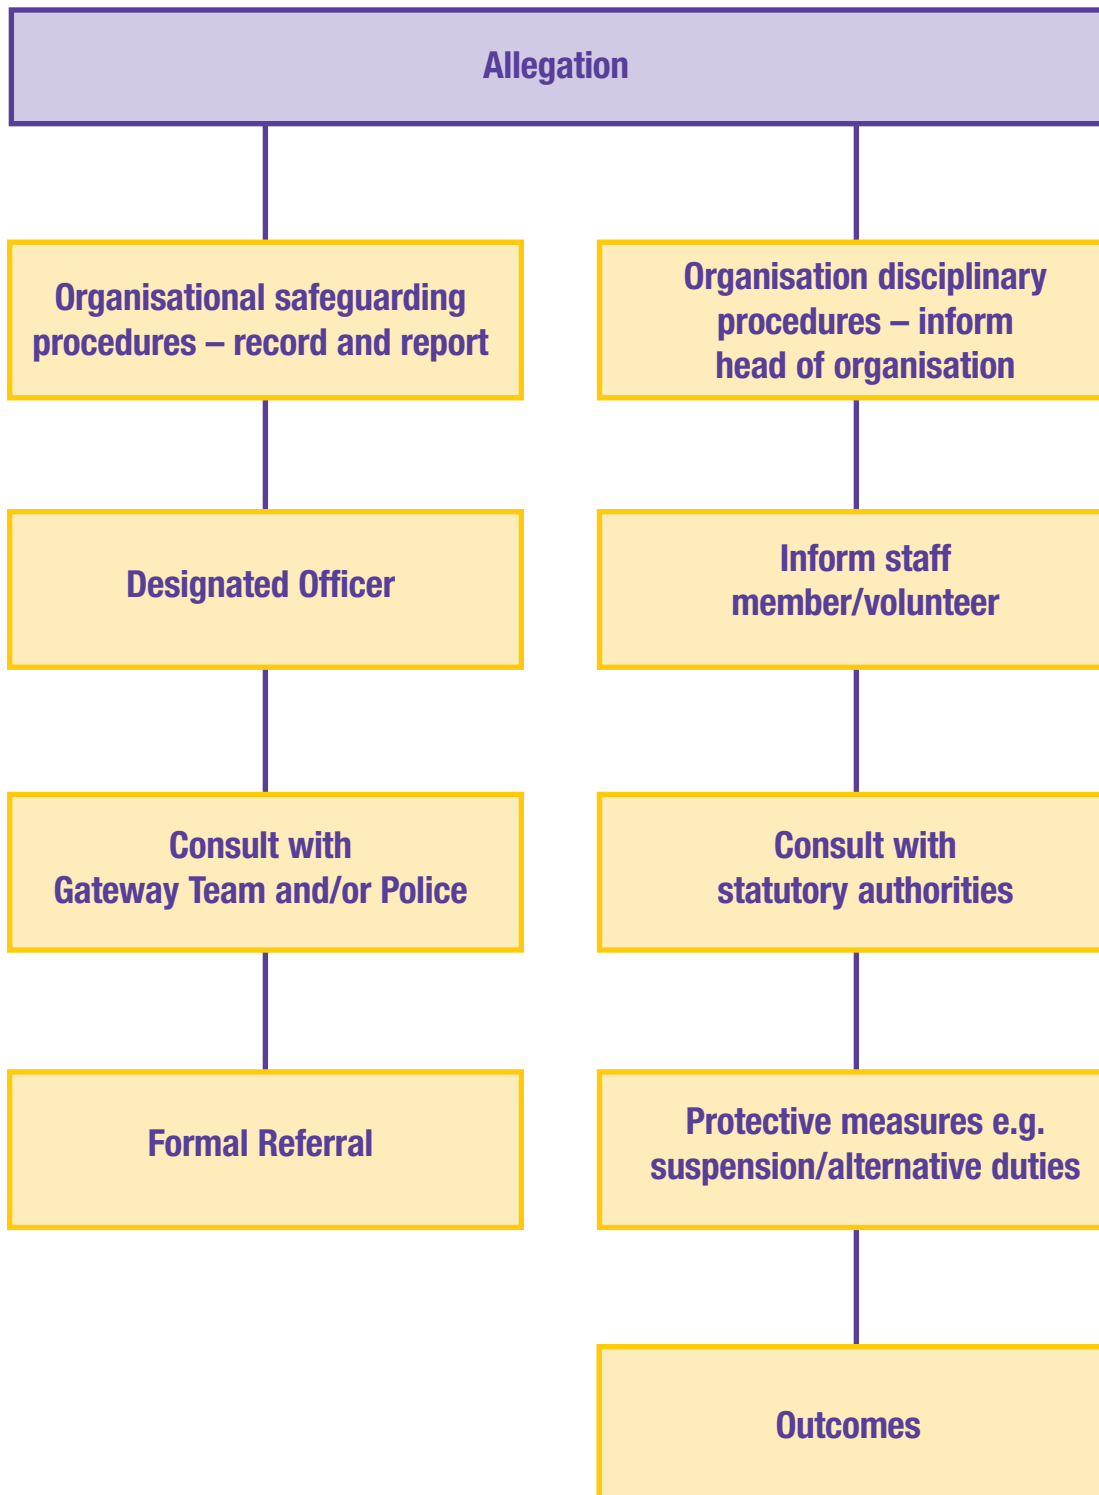 Allegation
Organisational safeguarding
procedures – record and report
Organisation disciplinary
procedures – inform
head of organisation
Designated Officer
Inform staff
member/volunteer
Consult with
Gateway Team and/or Police
Consult with
statutory authorities
Formal Referral
Protective measures e.g.
suspension/alternative duties
Outcomes